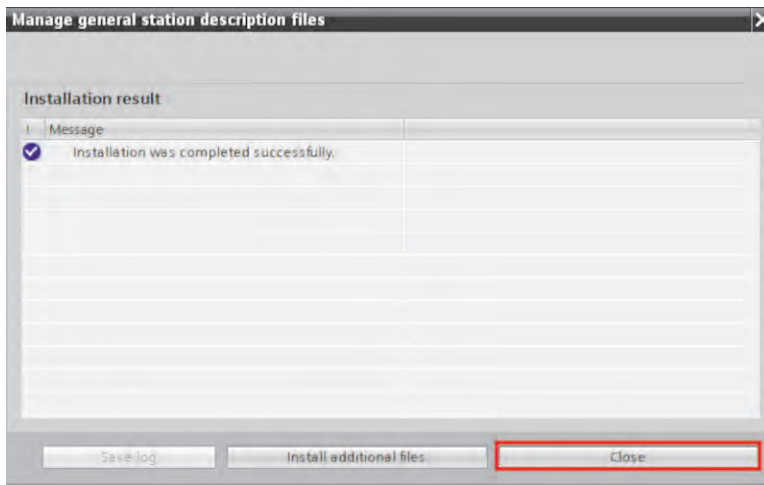 Manage general station description files
Installation result
! Message
Installation was completed successfully.
Save log
Install additional files
Close